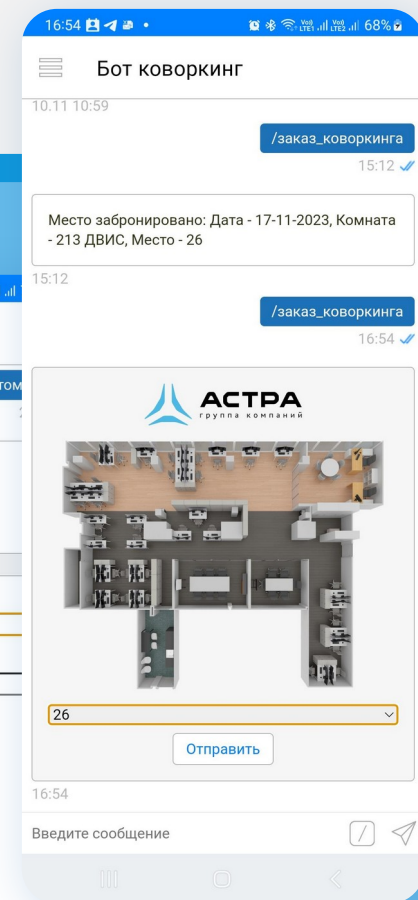 16:54 68%
Бот коворкинг
10.11 10:59
/заказ_коворкинга
15:12
Место забронировано: Дата - 17-11-2023, Комната
- 213 ДВИС, Место - 26
15:12
/заказ_коворкинга
16:54
АСТРА
группа компаний
26
Отправить
16:54
Введите сообщение
/